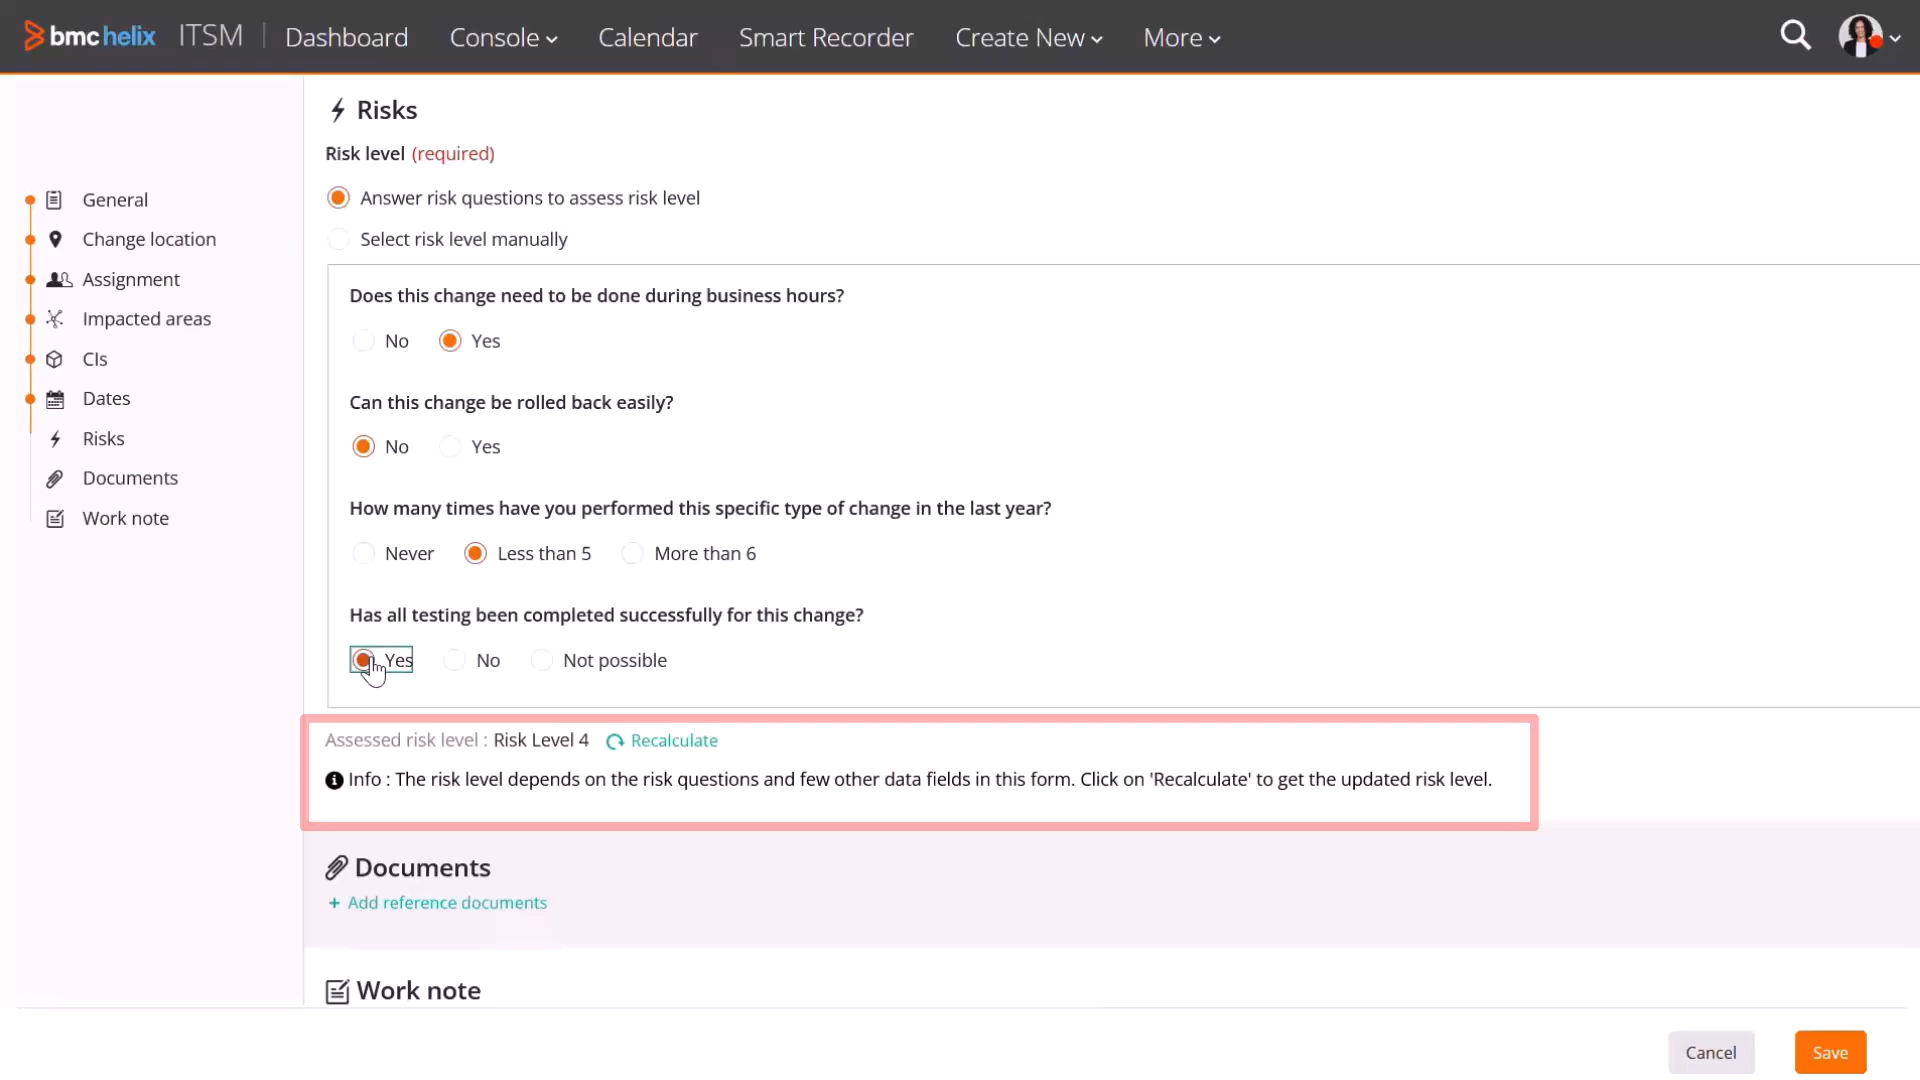 bmc helix ITSM Dashboard Console Calendar Smart Recorder Create New More
General
Change location
Assignment
Impacted areas
CIs
Dates
Risks
Documents
Work note
Risks
Risk level (required)
Answer risk questions to assess risk level
Select risk level manually
Does this change need to be done during business hours?
No Yes
Can this change be rolled back easily?
No Yes
How many times have you performed this specific type of change in the last year?
Never Less than 5 More than 6
Has all testing been completed successfully for this change?
Yes No Not possible
Assessed risk level : Risk Level 4 Recalculate
Info : The risk level depends on the risk questions and few other data fields in this form. Click on 'Recalculate' to get the updated risk level.
Documents
+ Add reference documents
Work note
Cancel Save